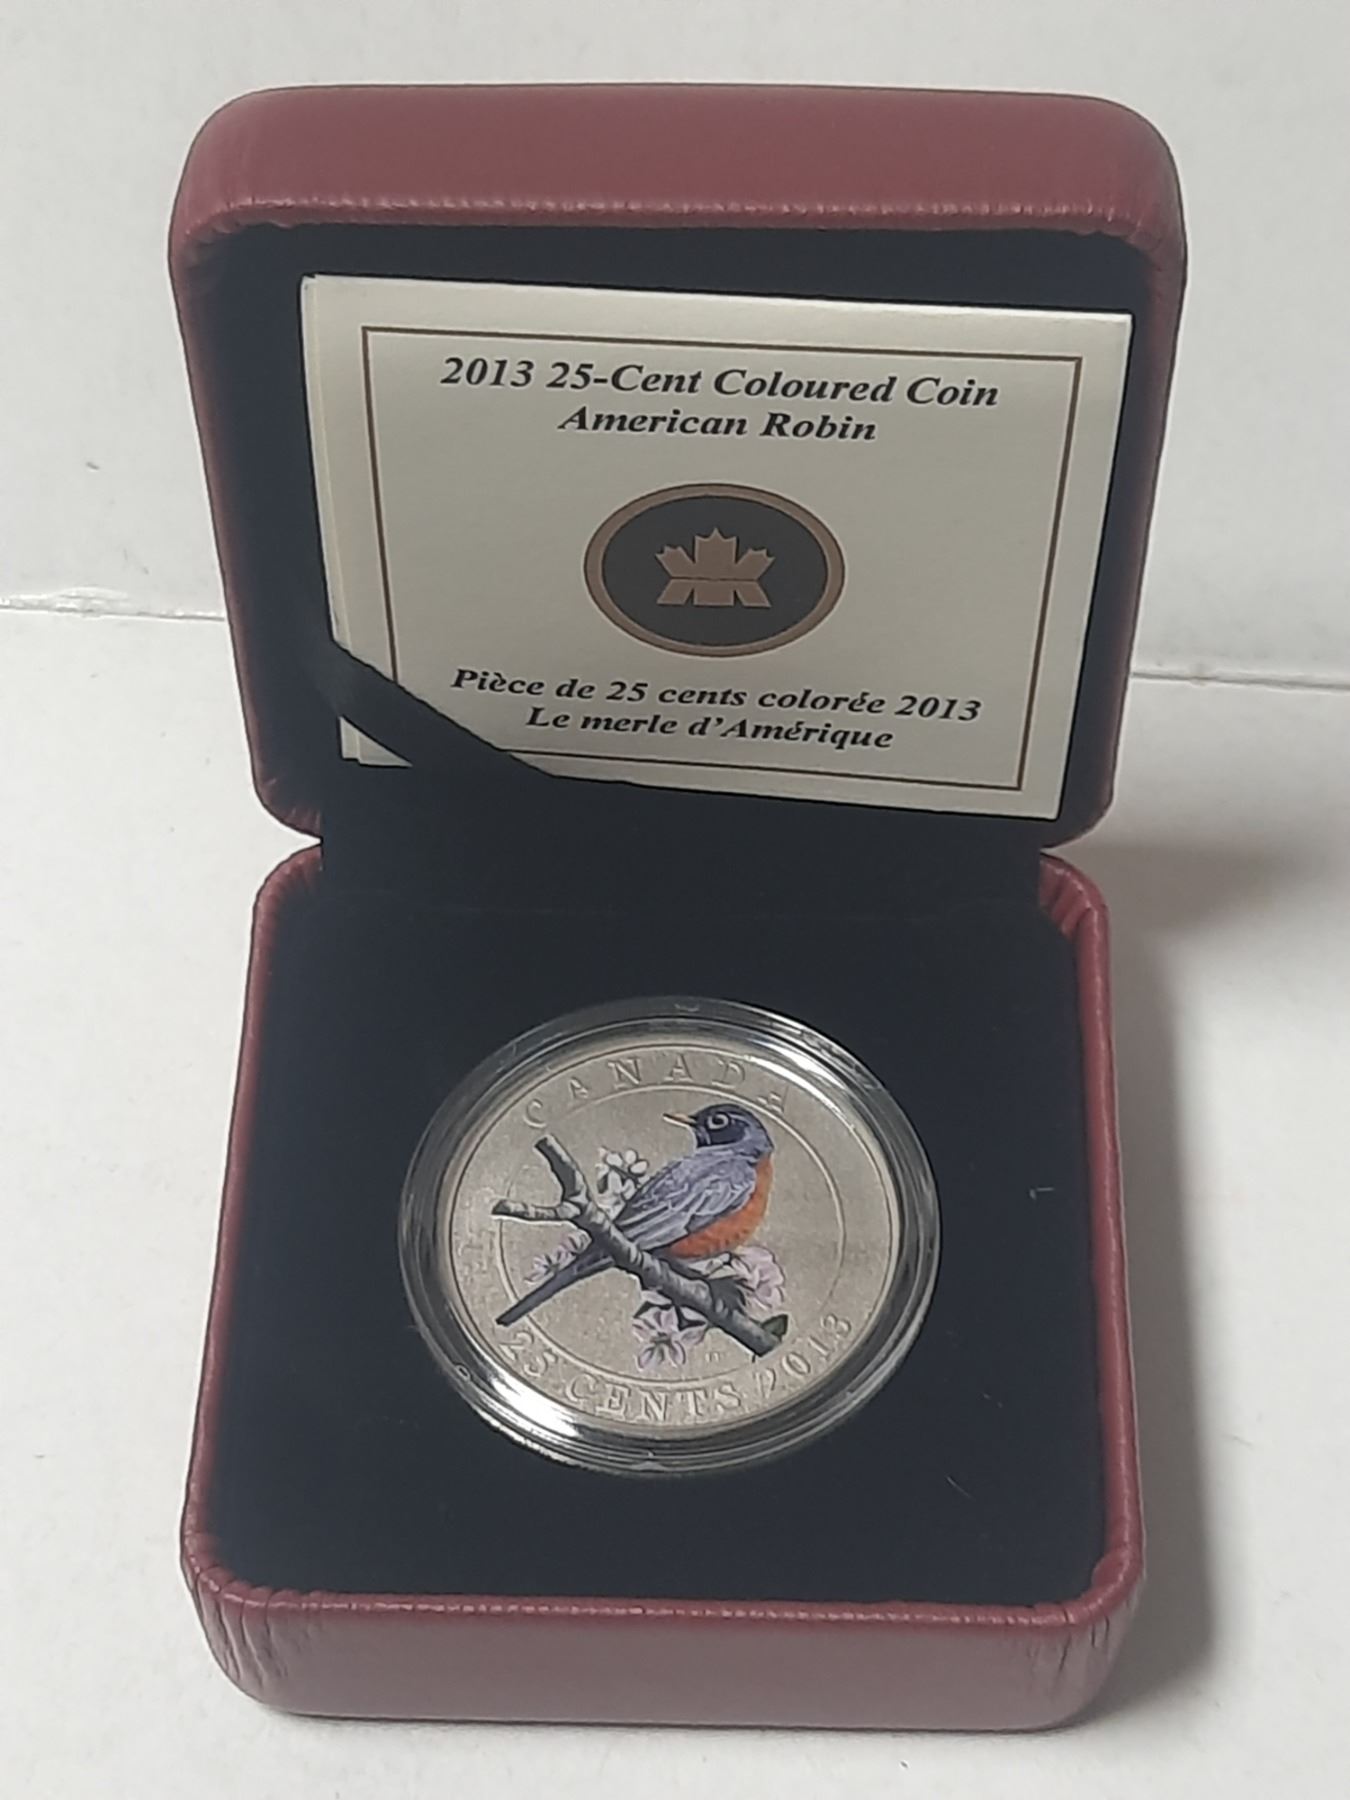 2013 25-Cent Coloured Coin
American Robin
Pièce de 25 cents colorée 2013
Le merle d'Amérique
CANADA
25 CENTS 2013